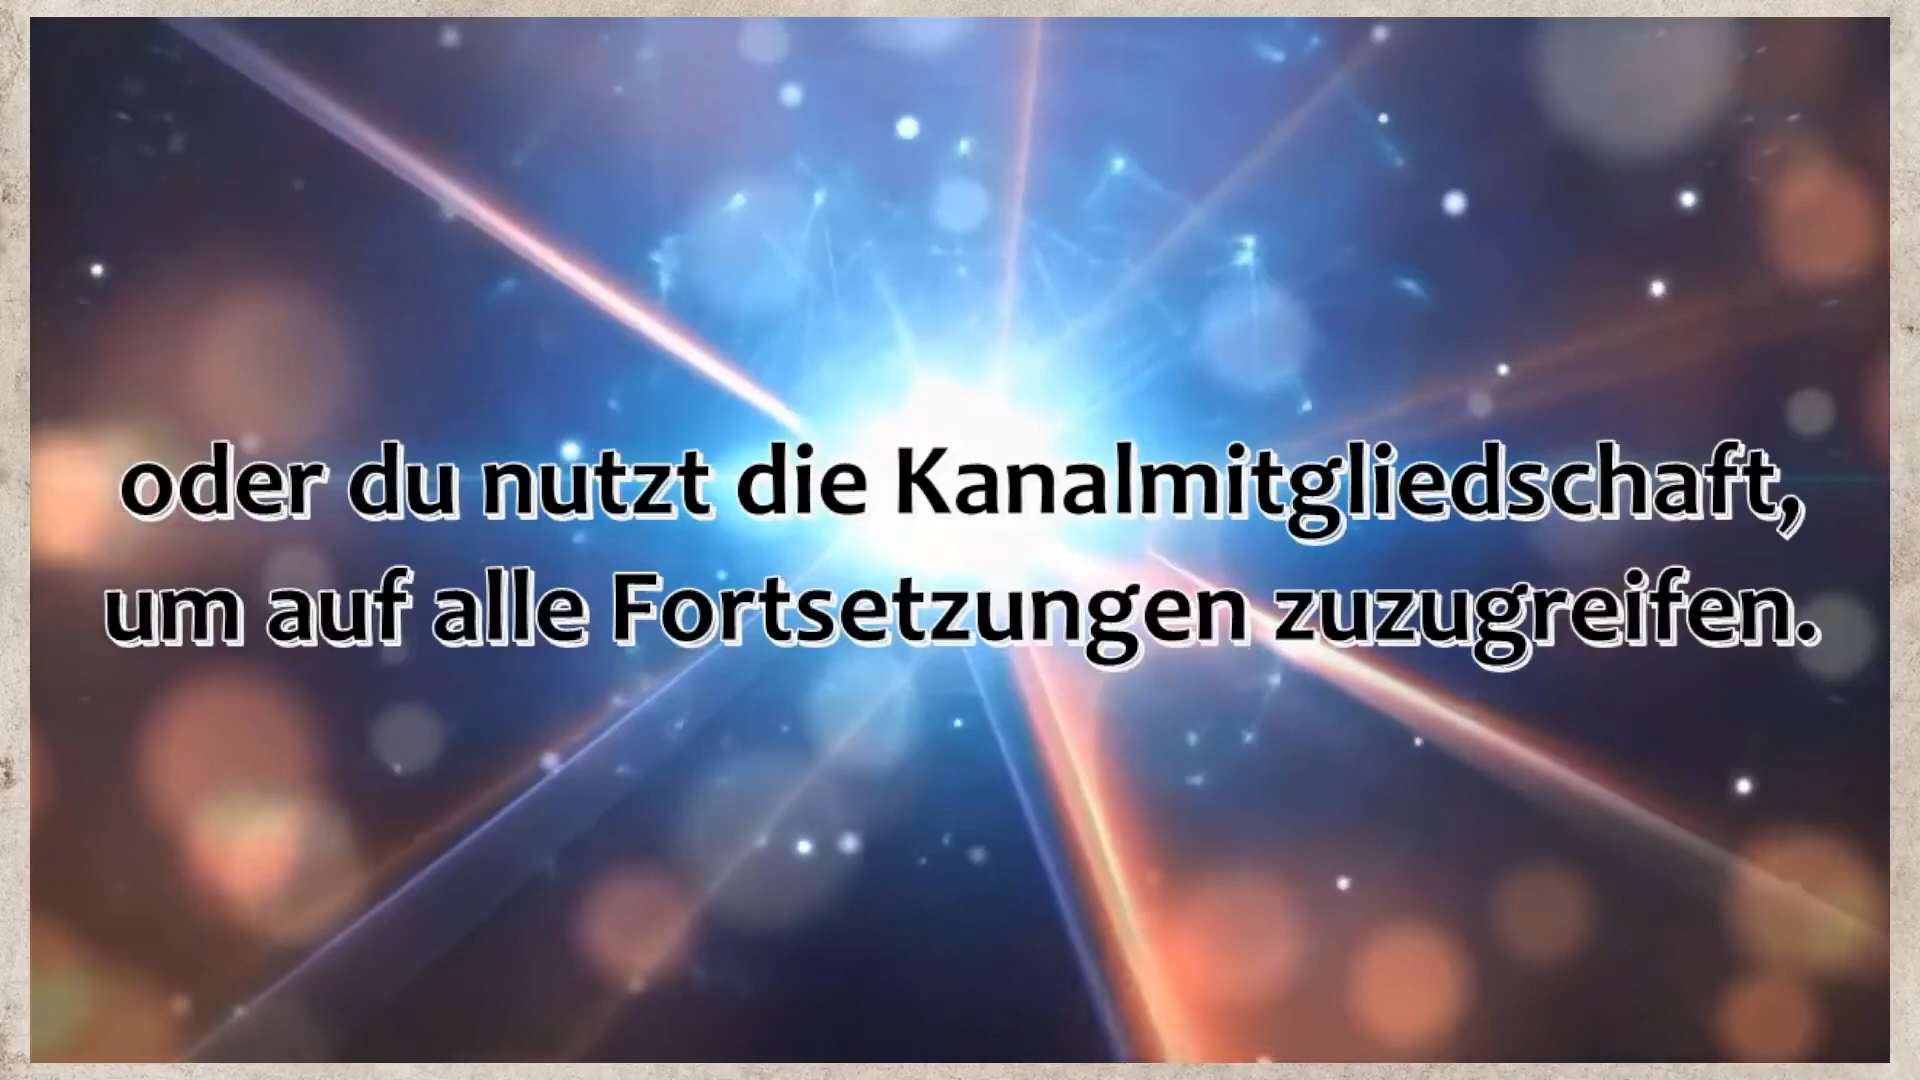 oder du nutzt die Kanalmitgliedschaft,
um auf alle Fortsetzungen zuzugreifen.